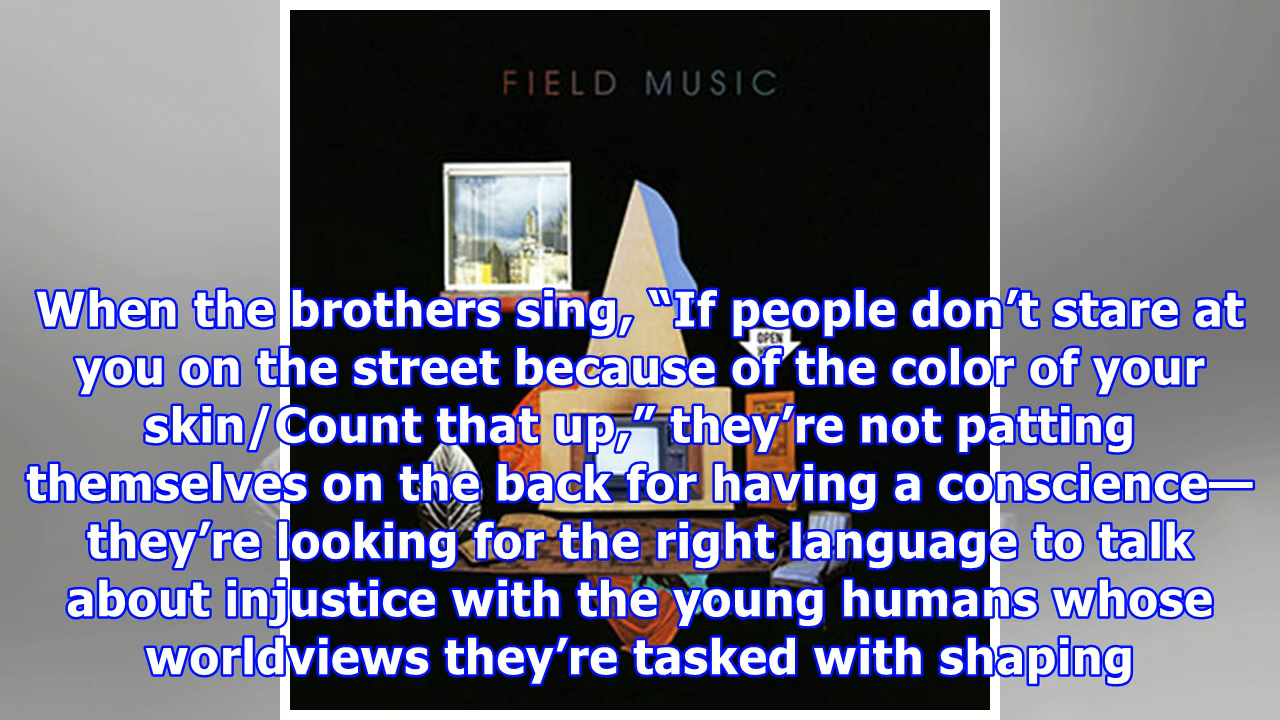 FIELD MUSIC
When the brothers sing, “If people don’t stare at
OPEN
you on the street because of the color of your
skin/Count that up,” they’re not patting
themselves on the back for having a conscience—
they’re looking for the right language to talk
about injustice with the young humans whose
worldviews they’re tasked with shaping